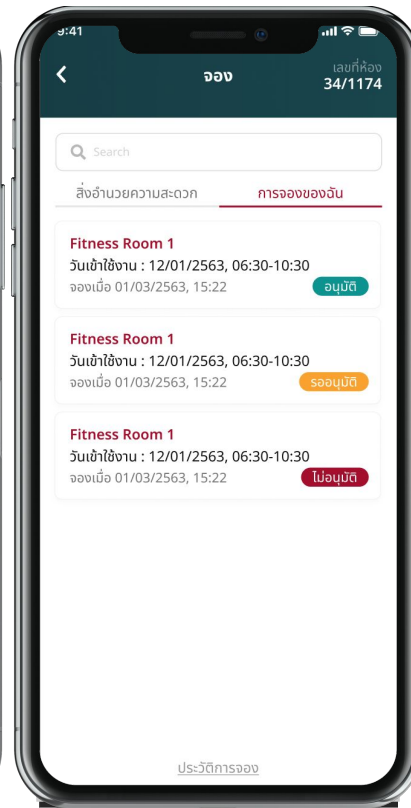 9:41
จอง
เลขที่ห้อง
34/1174
Search
สิ่งอำนวยความสะดวก
การจองของฉัน
Fitness Room 1
วันเข้าใช้งาน : 12/01/2563, 06:30-10:30
จองเมื่อ 01/03/2563, 15:22
อนุมัติ
Fitness Room 1
วันเข้าใช้งาน : 12/01/2563, 06:30-10:30
จองเมื่อ 01/03/2563, 15:22
รออนุมัติ
Fitness Room 1
วันเข้าใช้งาน : 12/01/2563, 06:30-10:30
จองเมื่อ 01/03/2563, 15:22
ไม่อนุมัติ
ประวัติการจอง